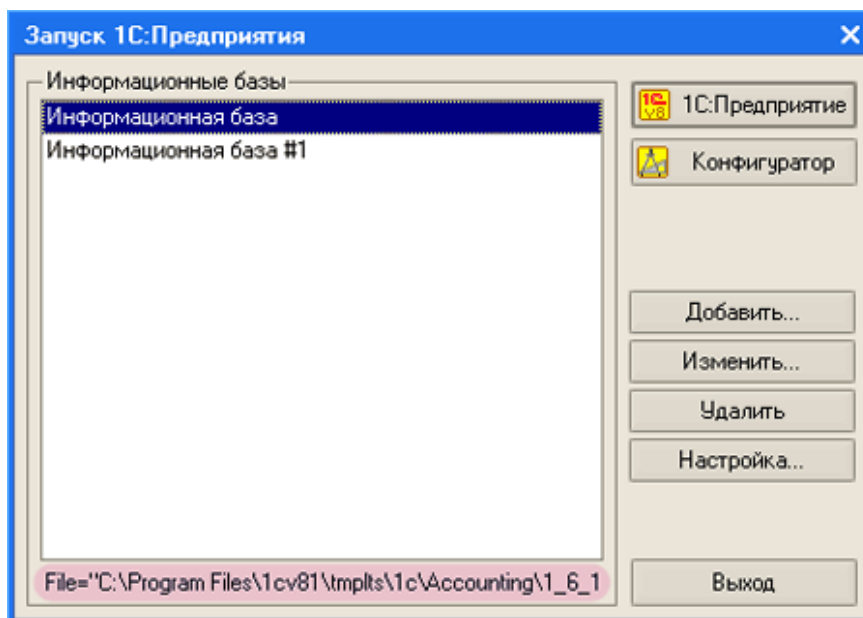 Запуск 1С:Предприятия
Информационные базы
Информационная база
Информационная база #1
1С:Предприятие
Конфигуратор
Добавить...
Изменить...
Удалить
Настройка...
File="C:\Program Files\1cv81\tmplts\1c\Accounting\1_6_1
Выход